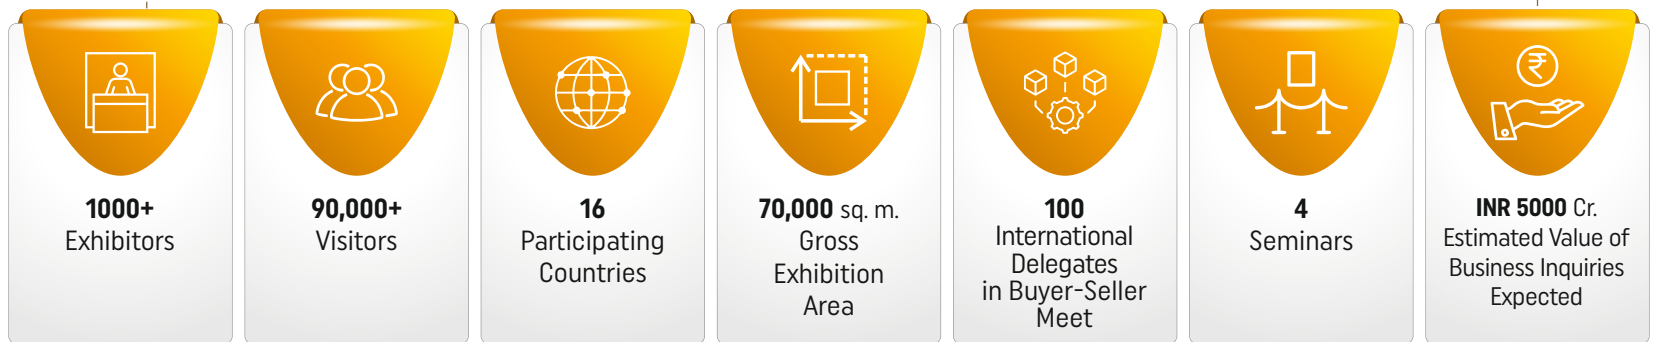 1000+
Exhibitors
90,000+
Visitors
16
Participating
Countries
70,000 sq. m.
Gross
Exhibition
Area
100
International
Delegates
in Buyer-Seller
Meet
4
Seminars
₹
INR 5000 Cr.
Estimated Value of
Business Inquiries
Expected